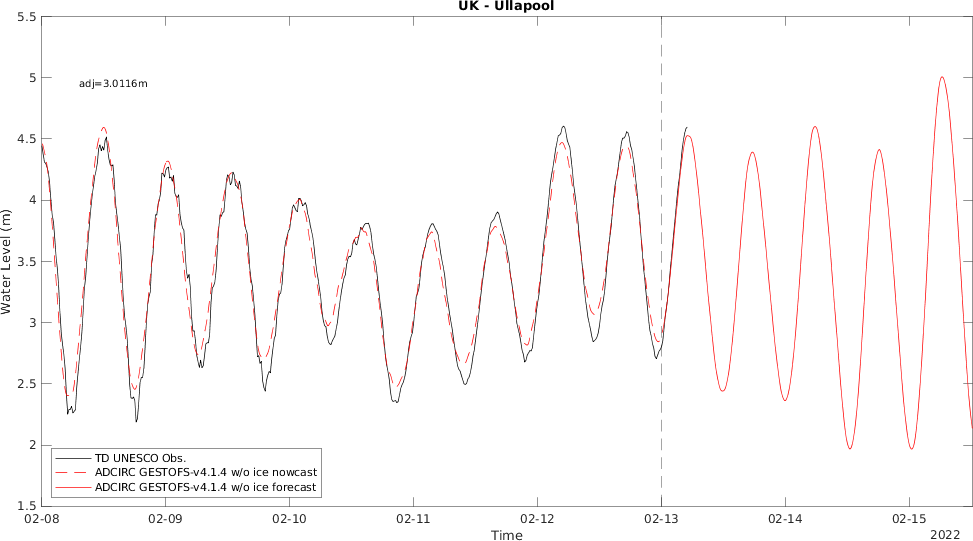 UK - Ullapool
5.5
5
4.5
4
3.5
3
2.5
2
1.5
Water Level (m)
adj=3.0116m
TD UNESCO Obs.
ADCIRC GESTOFS-v4.1.4 w/o ice nowcast
ADCIRC GESTOFS-v4.1.4 w/o ice forecast
02-08 02-09 02-10 02-11 02-12 02-13 02-14 02-15
Time
2022